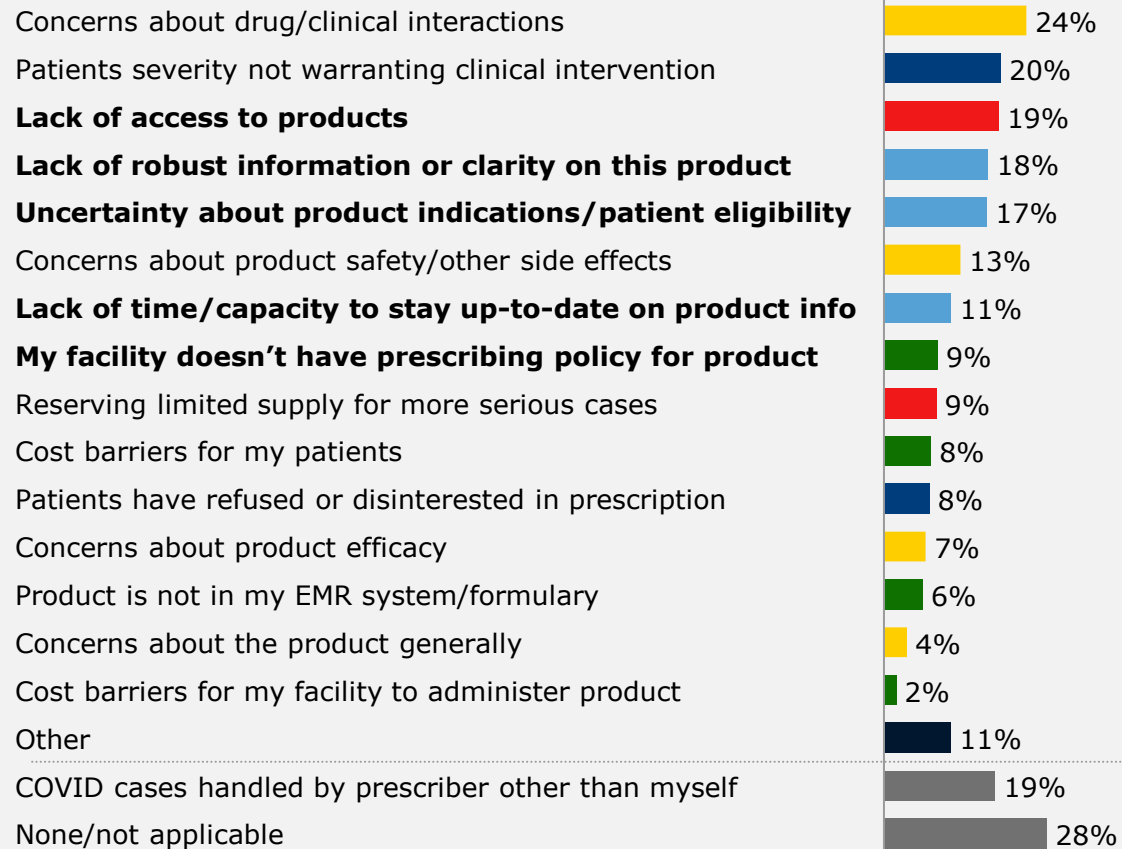 Concerns about drug/clinical interactions 24%
Patients severity not warranting clinical intervention 20%
Lack of access to products 19%
Lack of robust information or clarity on this product 18%
Uncertainty about product indications/patient eligibility 17%
Concerns about product safety/other side effects 13%
Lack of time/capacity to stay up-to-date on product info 11%
My facility doesn’t have prescribing policy for product 9%
Reserving limited supply for more serious cases 9%
Cost barriers for my patients 8%
Patients have refused or disinterested in prescription 8%
Concerns about product efficacy 7%
Product is not in my EMR system/formulary 6%
Concerns about the product generally 4%
Cost barriers for my facility to administer product 2%
Other 11%
COVID cases handled by prescriber other than myself 19%
None/not applicable 28%